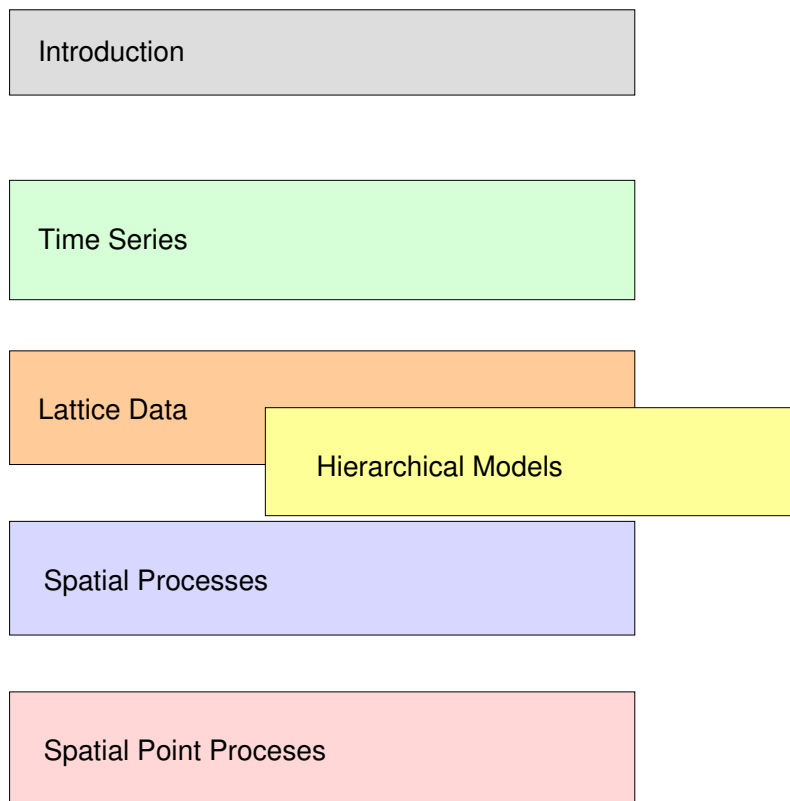 Introduction
Time Series
Lattice Data
Hierarchical Models
Spatial Processes
Spatial Point Proceses